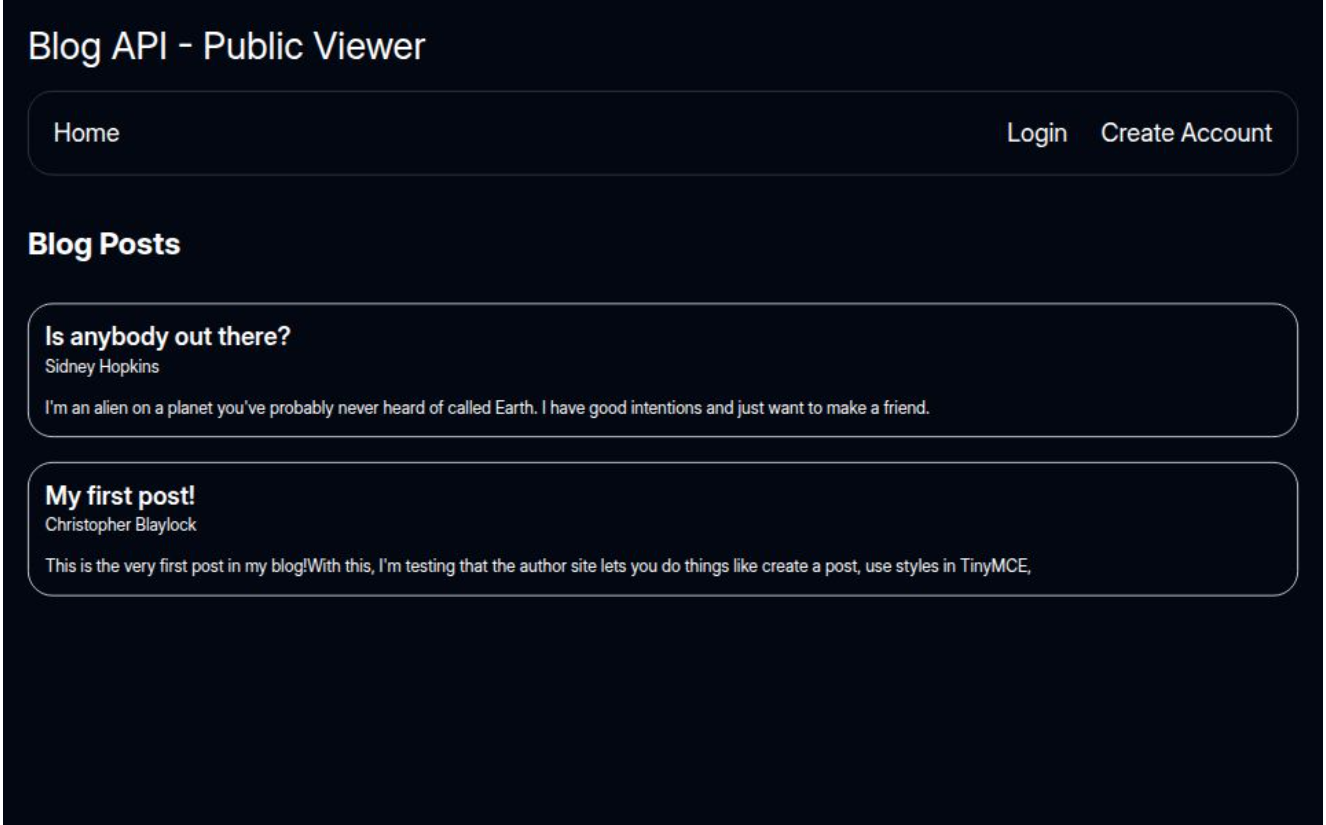 Blog API - Public Viewer
Home Login Create Account
Blog Posts
Is anybody out there?
Sidney Hopkins
I'm an alien on a planet you've probably never heard of called Earth. I have good intentions and just want to make a friend.
My first post!
Christopher Blaylock
This is the very first post in my blog!With this, I'm testing that the author site lets you do things like create a post, use styles in TinyMCE,